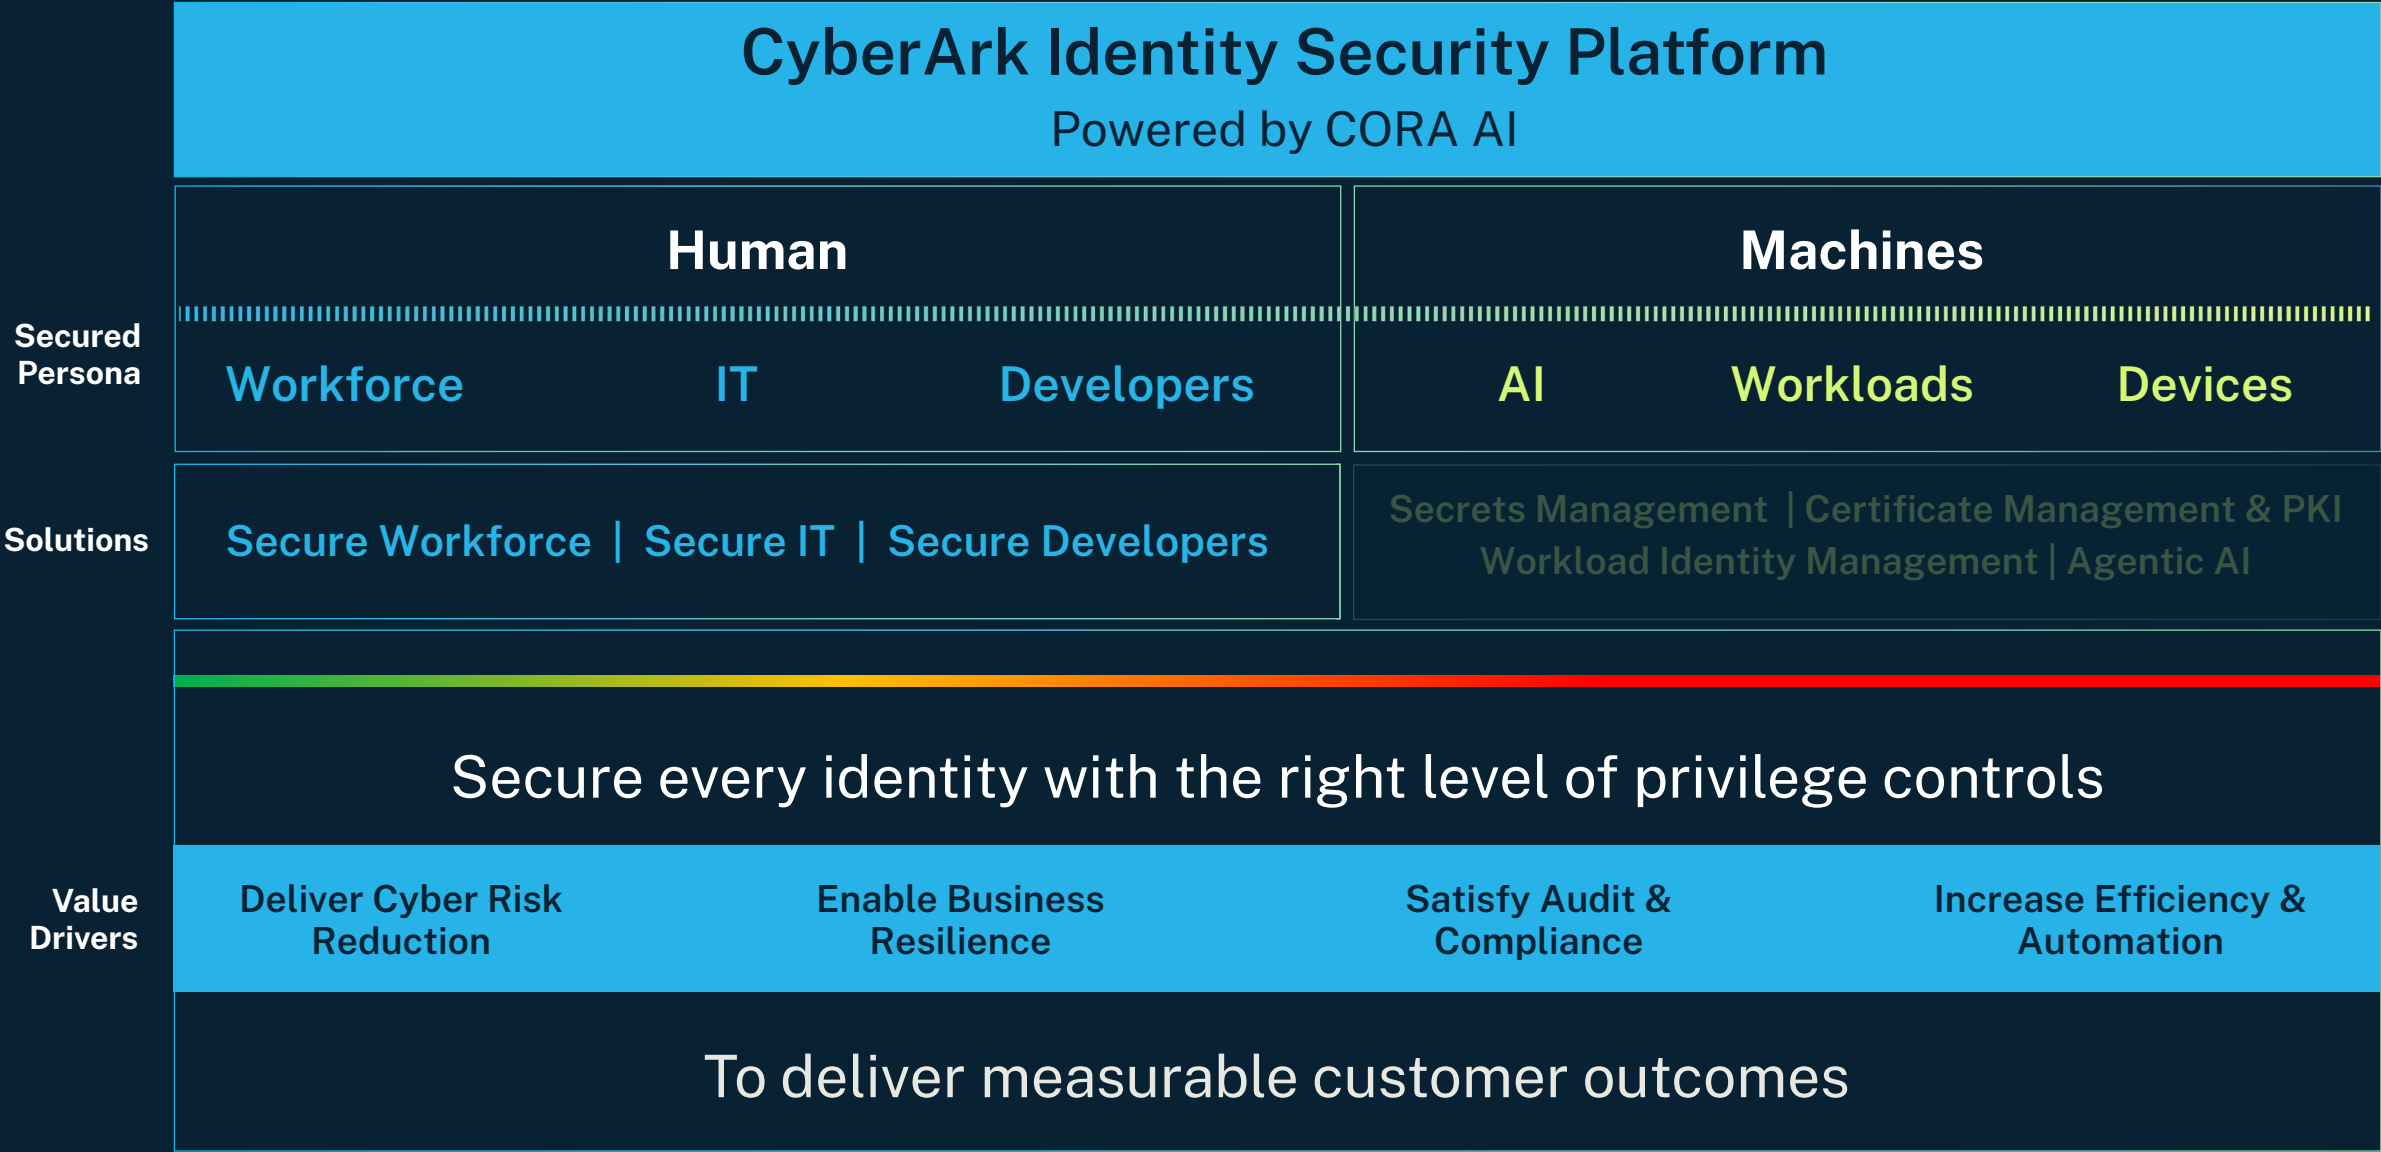 CyberArk Identity Security Platform
Powered by CORA AI
Human
Machines
Secured
Persona
Workforce
IT
Developers
AI
Workloads
Devices
Solutions
Secure Workforce | Secure IT | Secure Developers
Secrets Management | Certificate Management & PKI
Workload Identity Management | Agentic AI
Secure every identity with the right level of privilege controls
Value
Drivers
Deliver Cyber Risk
Reduction
Enable Business
Resilience
Satisfy Audit &
Compliance
Increase Efficiency &
Automation
To deliver measurable customer outcomes